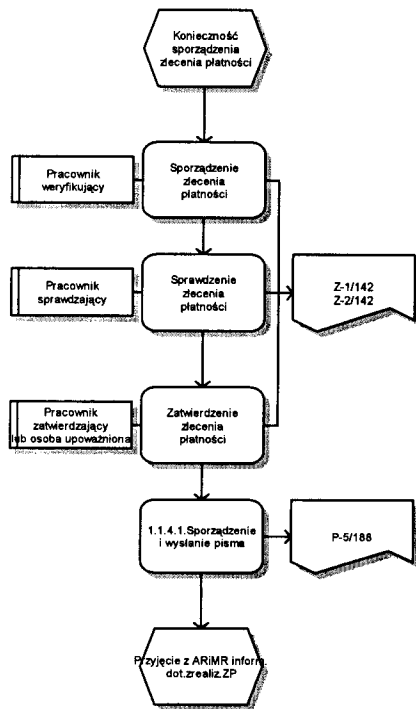 Konieczność
sporządzenia
zlecenia płatności
Pracownik
weryfikujący
Sporządzenie
zlecenia
płatności
Pracownik
sprawdzający
Sprawdzenie
zlecenia
płatności
Z-1/142
Z-2/142
Pracownik
zatwierdzający
lub osoba upoważniona
Zatwierdzenie
zlecenia
płatności
1.1.4.1.Sporządzenie
i wysłanie pisma
P-5/188
Przyjęcie z ARiMR inform.
dot.zrealiz.ZP